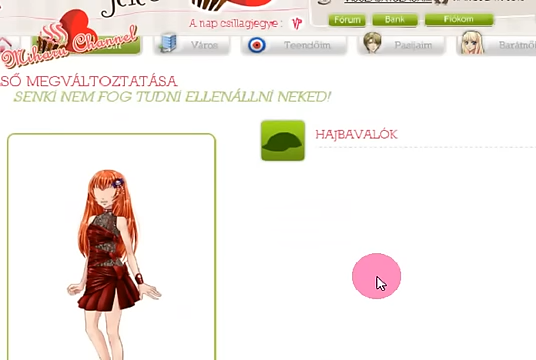 A nap csillagjegye:
Fórum
Bank
Fiókom
Miharu Channel
Város
Teendőim
Pasijaim
Barátnő
SŐ MEGVÁLTOZTATÁSA
SENKI NEM FOG TUDNI ELLENÁLLNI NEKED!
HAJBAVALÓK